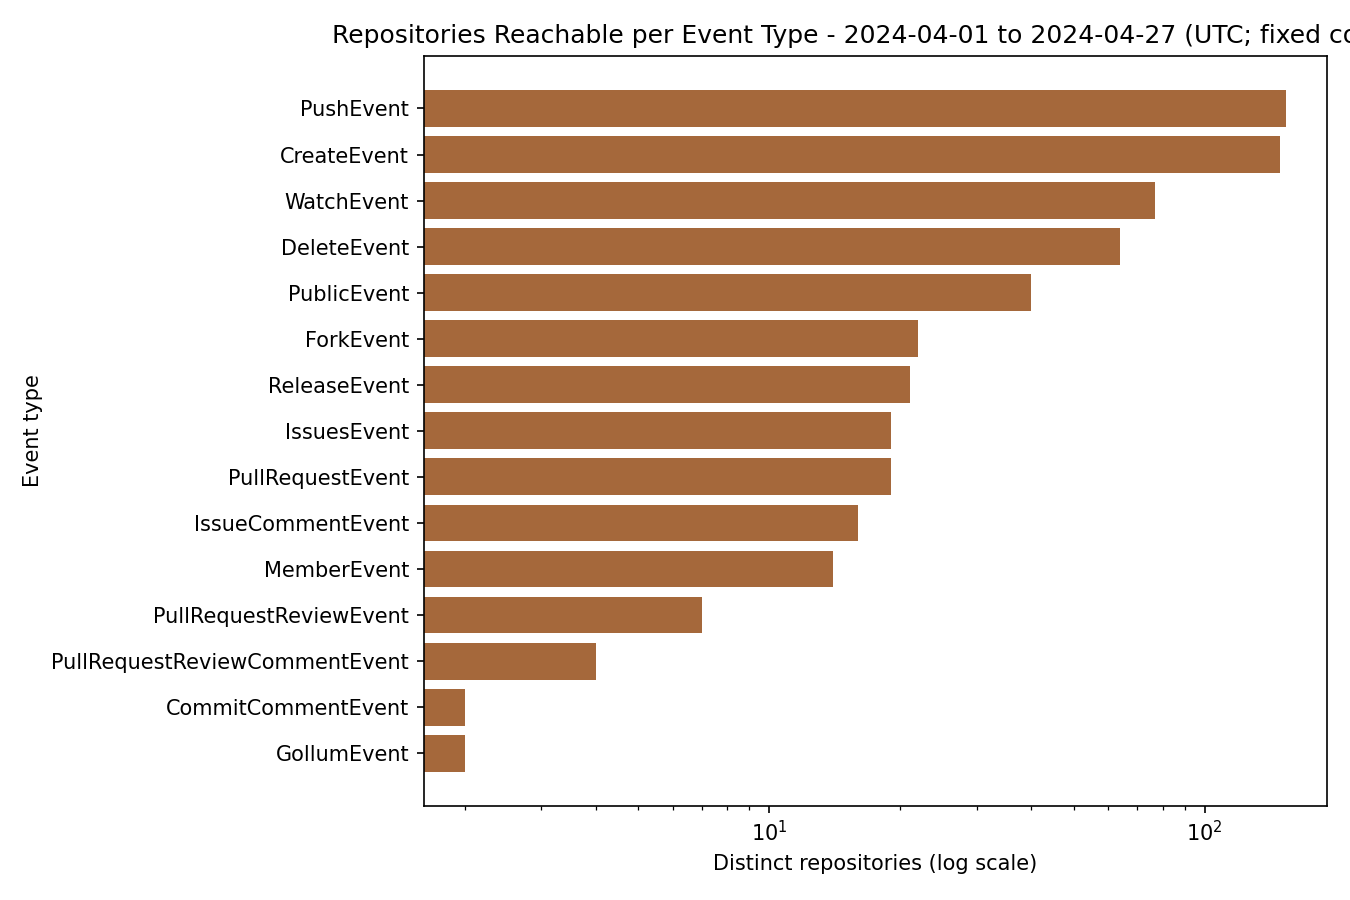 Repositories Reachable per Event Type - 2024-04-01 to 2024-04-27 (UTC; fixed
PushEvent
CreateEvent
WatchEvent
DeleteEvent
PublicEvent
ForkEvent
ReleaseEvent
IssuesEvent
PullRequestEvent
IssueCommentEvent
MemberEvent
PullRequestReviewEvent
PullRequestReviewCommentEvent
CommitCommentEvent
GollumEvent
Event type
10¹ 10²
Distinct repositories (log scale)